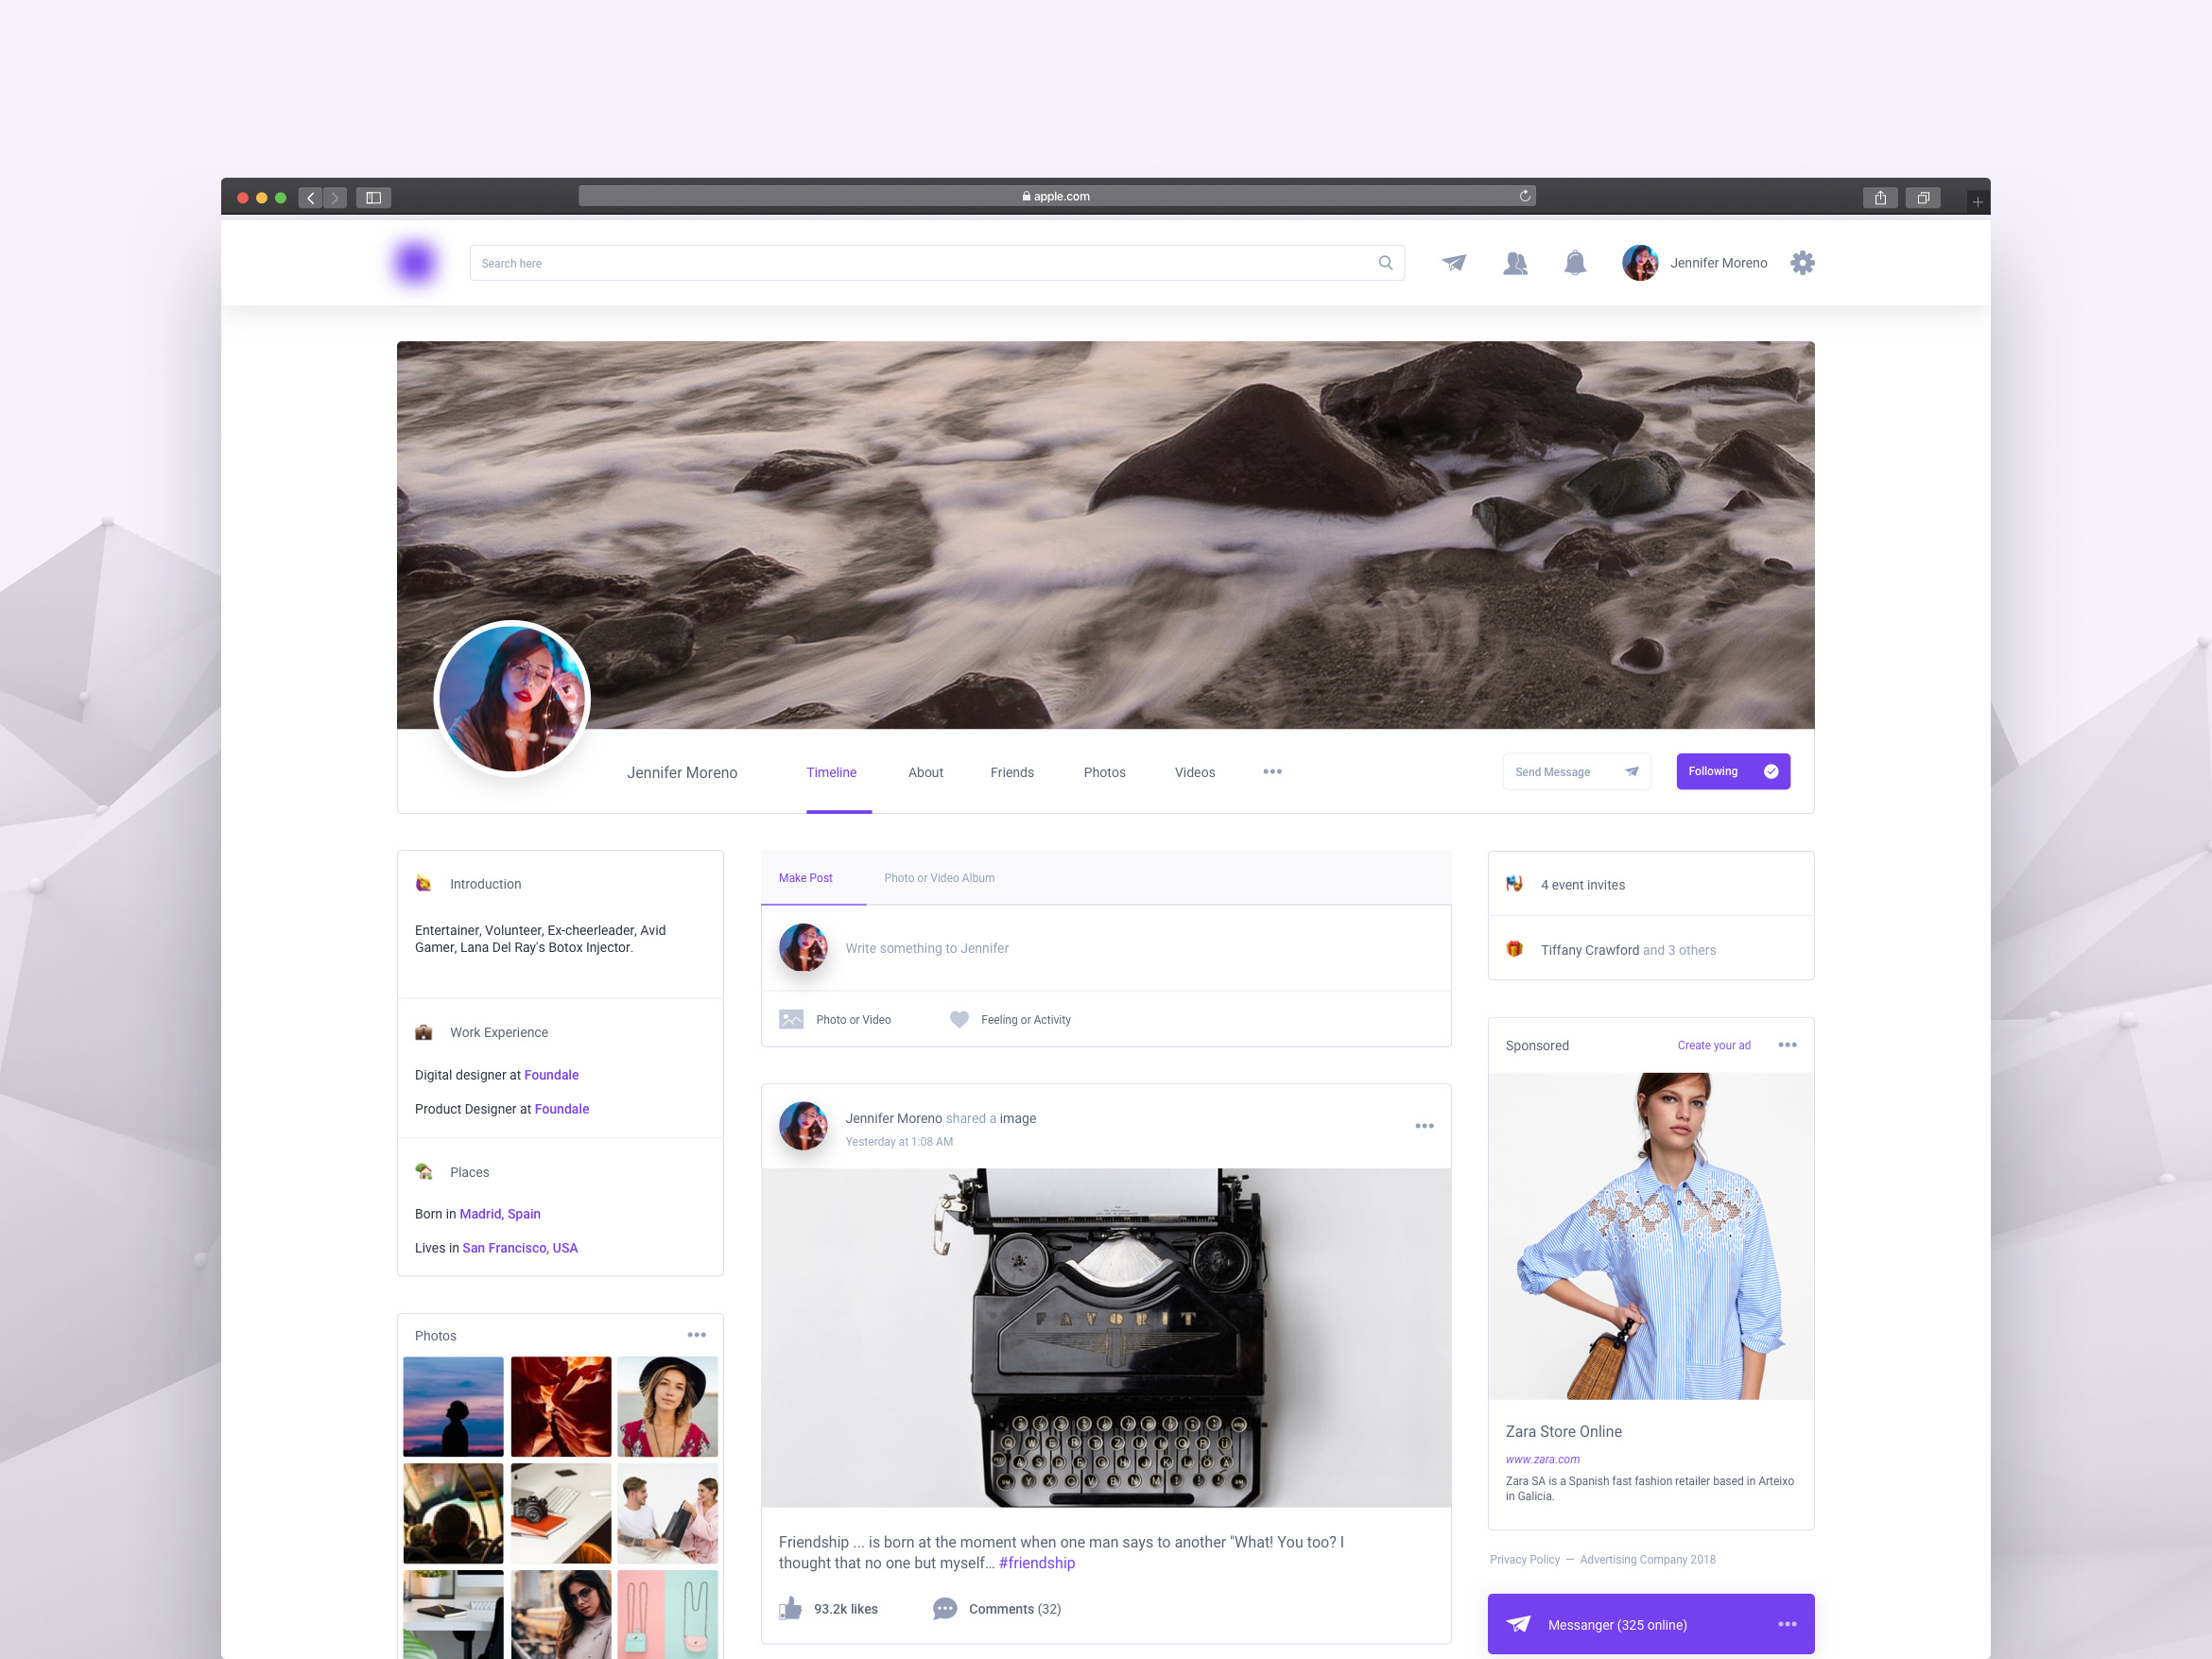 apple.com
Search here
Jennifer Moreno
Jennifer Moreno
Timeline
About
Friends
Photos
Videos
Send Message
Following
Introduction
Entertainer, Volunteer, Ex-cheerleader, Avid
Gamer, Lana Del Ray's Botox Injector.
Work Experience
Digital designer at Foundale
Product Designer at Foundale
Places
Born in Madrid, Spain
Lives in San Francisco, USA
Photos
Make Post
Photo or Video Album
Write something to Jennifer
Photo or Video
Feeling or Activity
Jennifer Moreno shared a image
Yesterday at 1:08 AM
FAVORIT
Friendship ... is born at the moment when one man says to another "What! You too? I
thought that no one but myself... #friendship
93.2k likes
Comments (32)
4 event invites
Tiffany Crawford and 3 others
Sponsored
Create your ad
Zara Store Online
www.zara.com
Zara SA is a Spanish fast fashion retailer based in Arteixo
in Galicia.
Privacy Policy — Advertising Company 2018
Messanger (325 online)